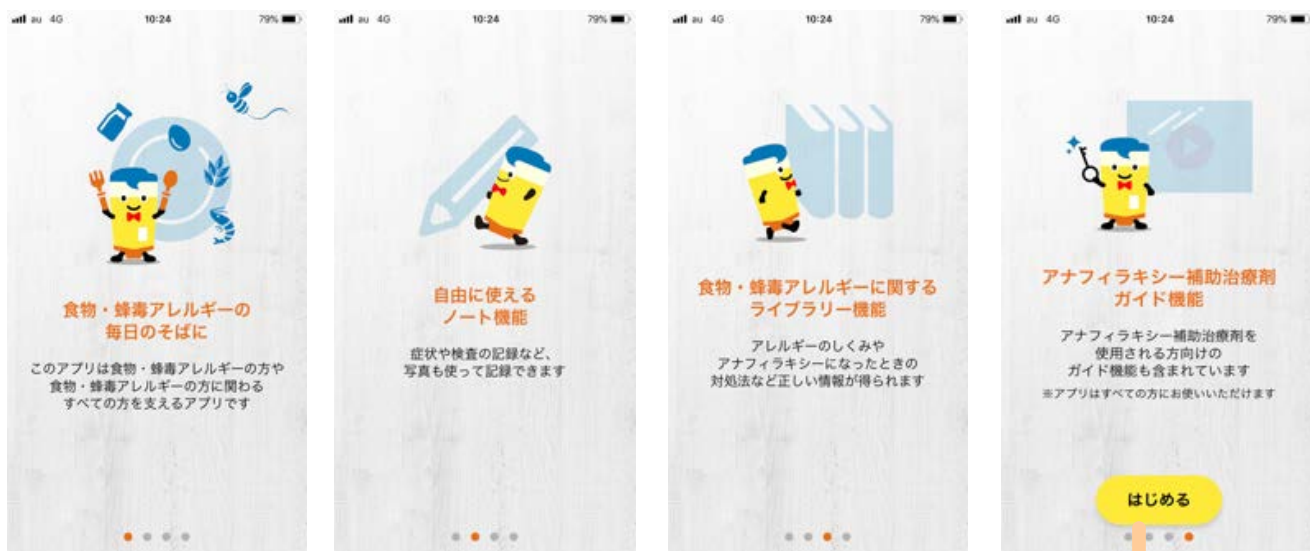 au 4G 10:24 79%
食物・蜂毒アレルギーの
毎日のそばに
このアプリは食物・蜂毒アレルギーの方や
食物・蜂毒アレルギーの方に関わる
すべての方を支えるアプリです
au 4G 10:24 79%
自由に使える
ノート機能
症状や検査の記録など、
写真も使って記録できます
au 4G 10:24 79%
食物・蜂毒アレルギーに関する
ライブラリー機能
アレルギーのしくみや
アナフィラキシーになったときの
対処法など正しい情報が得られます
au 4G 10:24 79%
アナフィラキシー補助治療剤
ガイド機能
アナフィラキシー補助治療剤を
使用される方向けの
ガイド機能も含まれています
※アプリはすべての方にお使いいただけます
はじめる